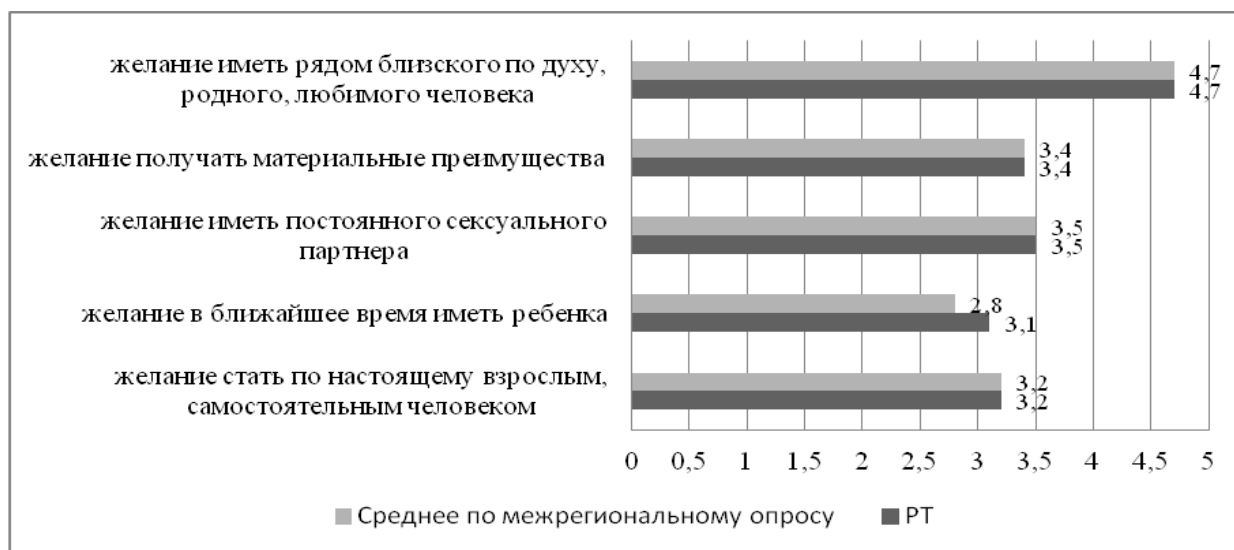 желание иметь рядом близского по духу,
родного, любимого человека
4,7
4,7
желание получать материальные преимущества
3,4
3,4
желание иметь постоянного сексуального
партнера
3,5
3,5
желание в ближайшее время иметь ребенка
2,8
3,1
желание стать по настоящему взрослым,
самостоятельным человеком
3,2
3,2
0 0,5 1 1,5 2 2,5 3 3,5 4 4,5 5
Среднее по межрегиональному опросу РТ